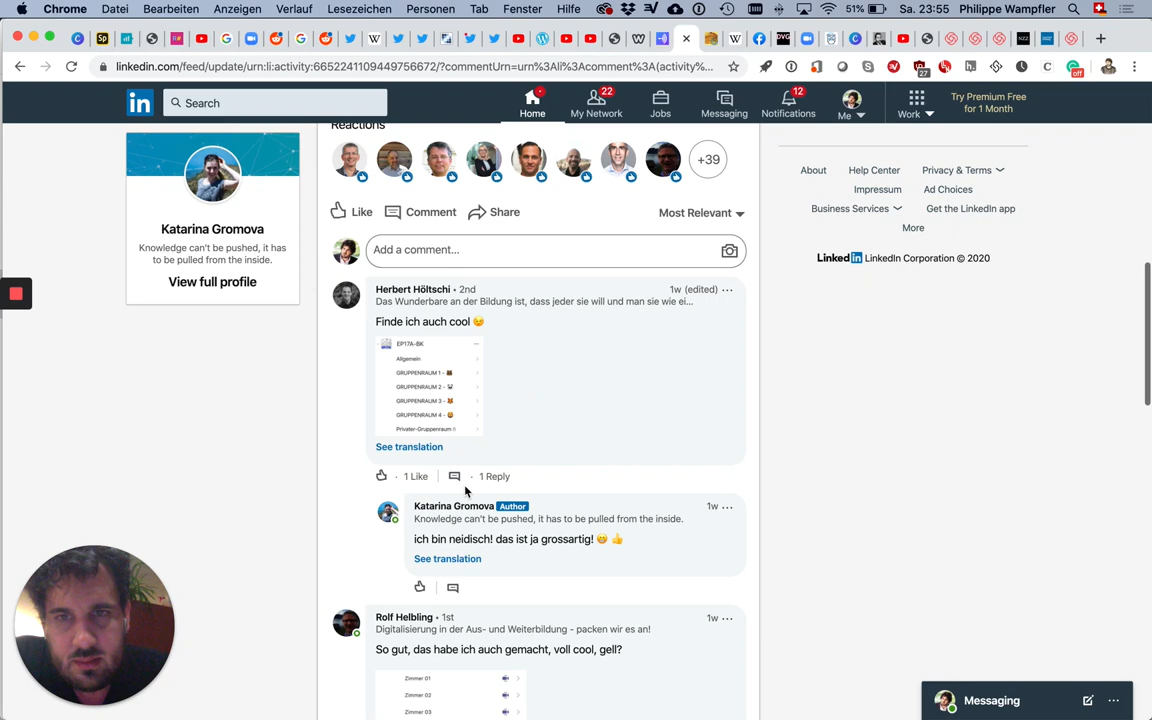 Chrome Datei Bearbeiten Anzeigen Verlauf Lesezeichen Personen Tab Fenster Hilfe 51% Sa. 23:55 Philippe Wampfler
linkedin.com/feed/update/urn:li:activity:6652241109449756672/?commentUrn=urn%3Ali%3Acomment%3A(activity%...
27
off
in Search
22
12
Home My Network Jobs Messaging Notifications Me Work
Try Premium Free
for 1 Month
Reactions
+39
Like Comment Share Most Relevant
Add a comment...
Katarina Gromova
Knowledge can't be pushed, it has
to be pulled from the inside.
View full profile
Herbert Höltschi • 2nd 1w (edited) ...
Das Wunderbare an der Bildung ist, dass jeder sie will und man sie wie ei...
Finde ich auch cool 😉
EP17A-BK
Allgemein
GRUPPENRAUM 1 -
GRUPPENRAUM 2 -
GRUPPENRAUM 3 -
GRUPPENRAUM 4 -
Privater-Gruppenraum
See translation
· 1 Like · 1 Reply
Katarina Gromova Author 1w ...
Knowledge can't be pushed, it has to be pulled from the inside.
ich bin neidisch! das ist ja grossartig! 🤭 👍
See translation
Rolf Helbling • 1st 1w ...
Digitalisierung in der Aus- und Weiterbildung - packen wir es an!
So gut, das habe ich auch gemacht, voll cool, gell?
Zimmer 01
Zimmer 02
Zimmer 03
About Help Center Privacy & Terms
Impressum Ad Choices
Business Services Get the LinkedIn app
More
Linked in LinkedIn Corporation © 2020
Messaging